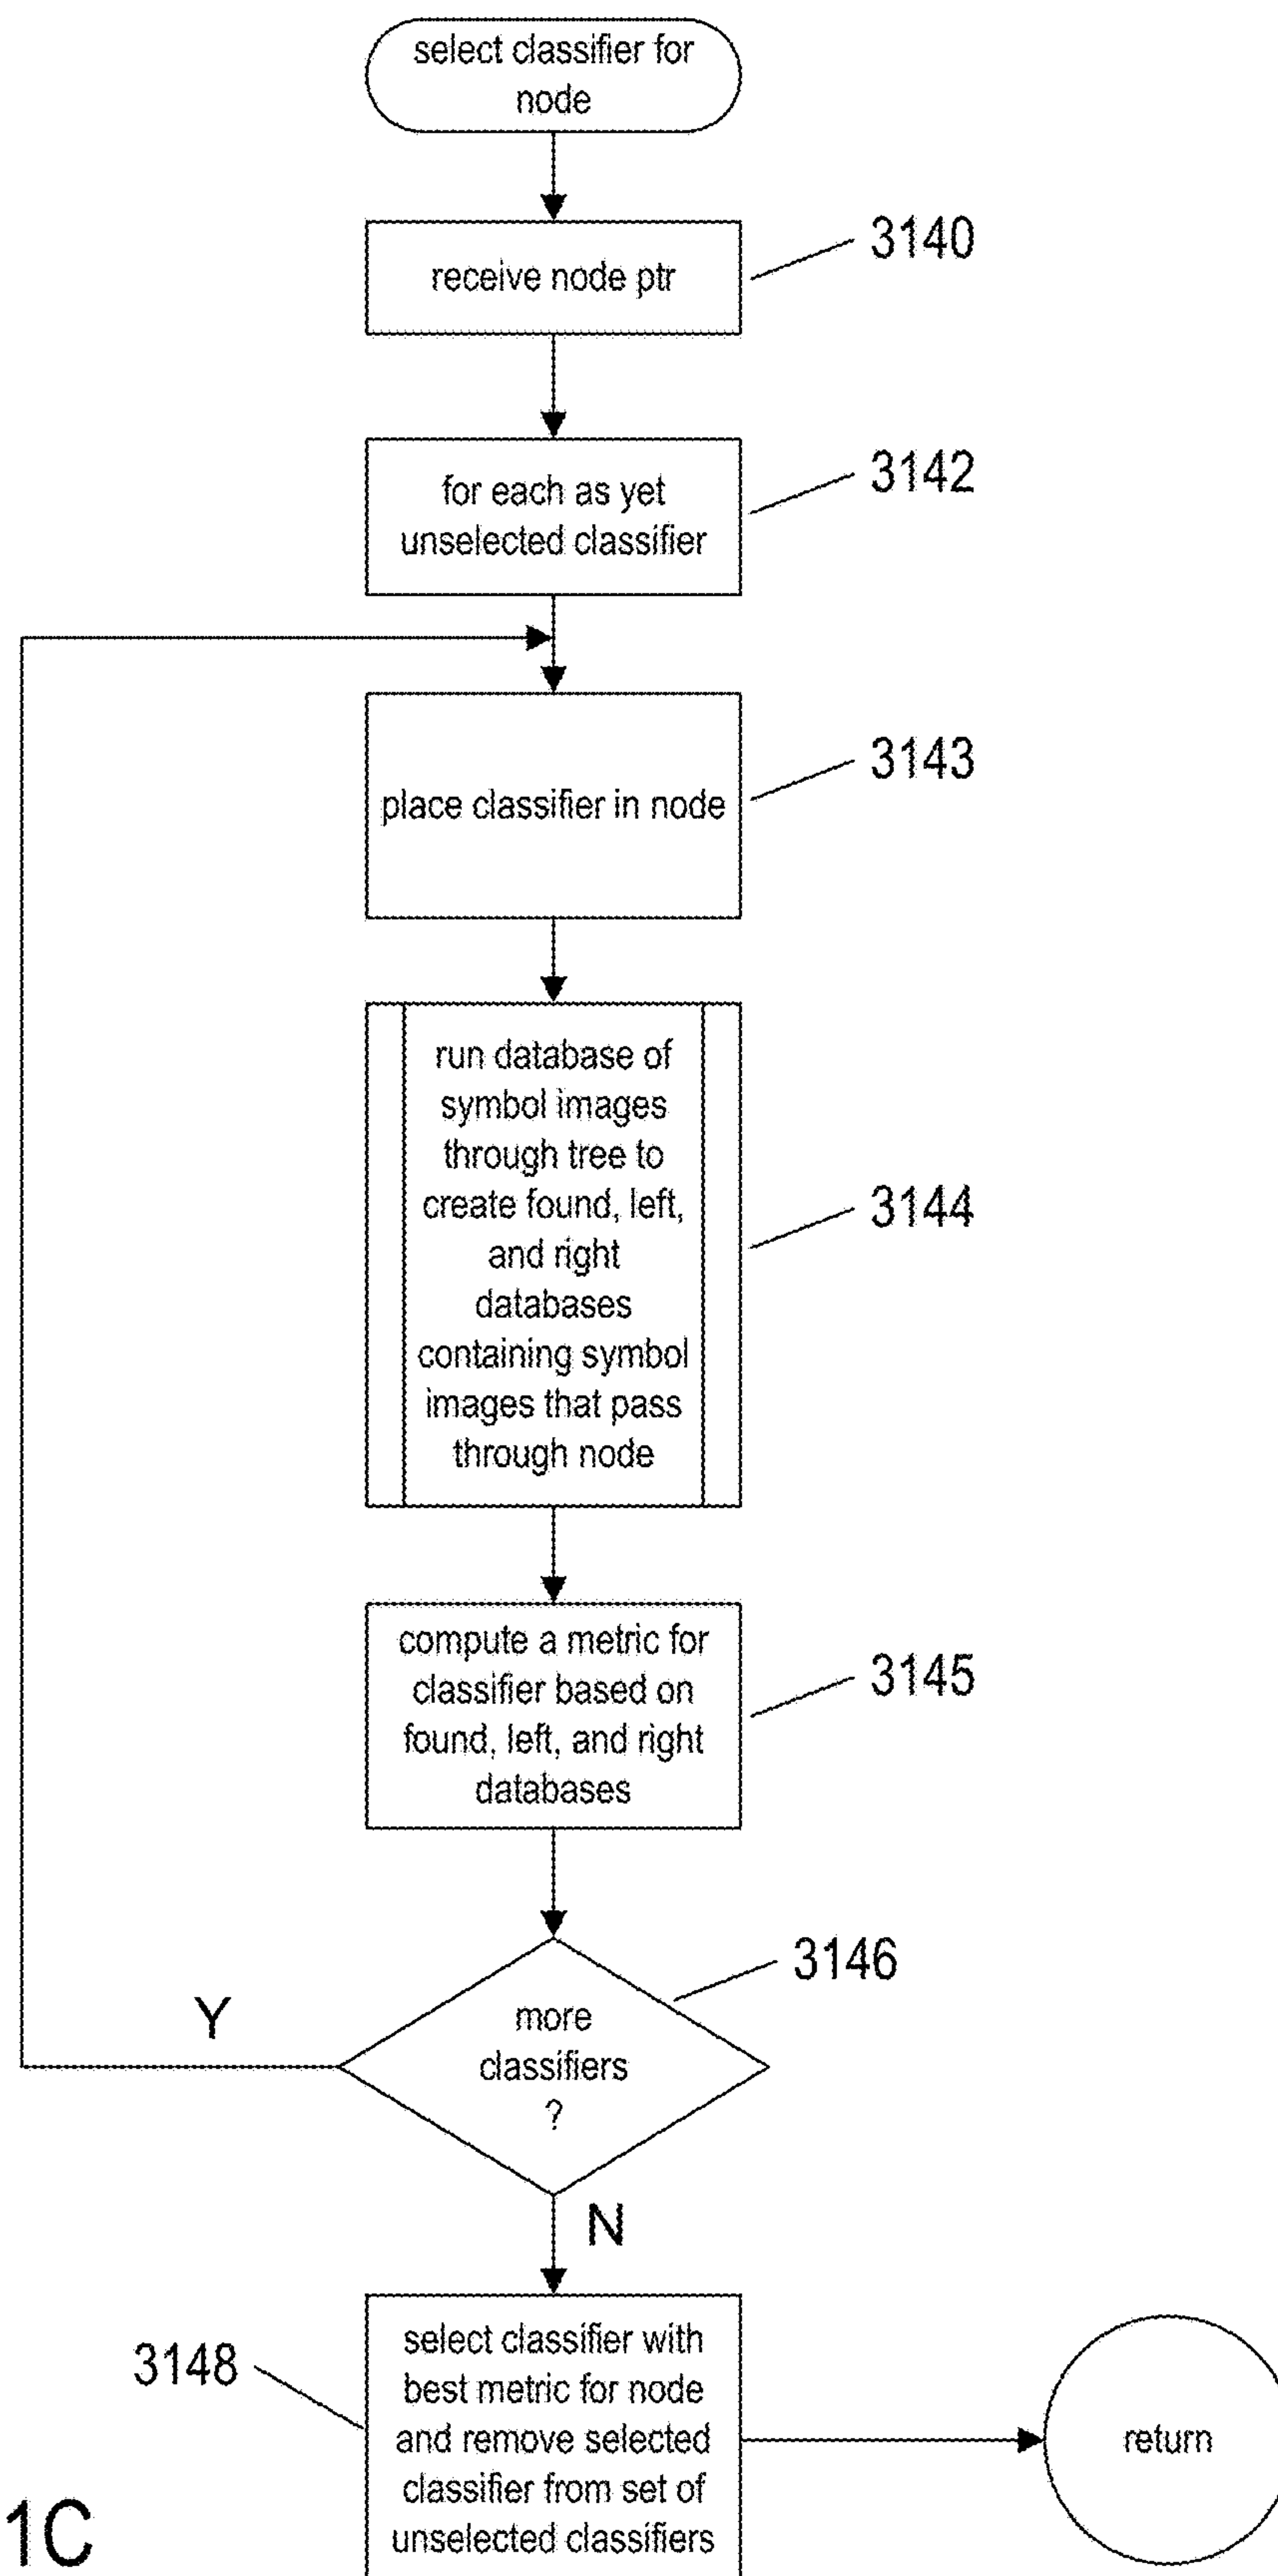 select classifier for
node
3140
receive node ptr
3142
for each as yet
unselected classifier
3143
place classifier in node
run database of
symbol images
through tree to
create found, left,
and right
databases
containing symbol
images that pass
through node
3144
compute a metric for
classifier based on
found, left, and right
databases
3145
3146
more
classifiers
?
Y
N
3148
select classifier with
best metric for node
and remove selected
classifier from set of
unselected classifiers
return
1C